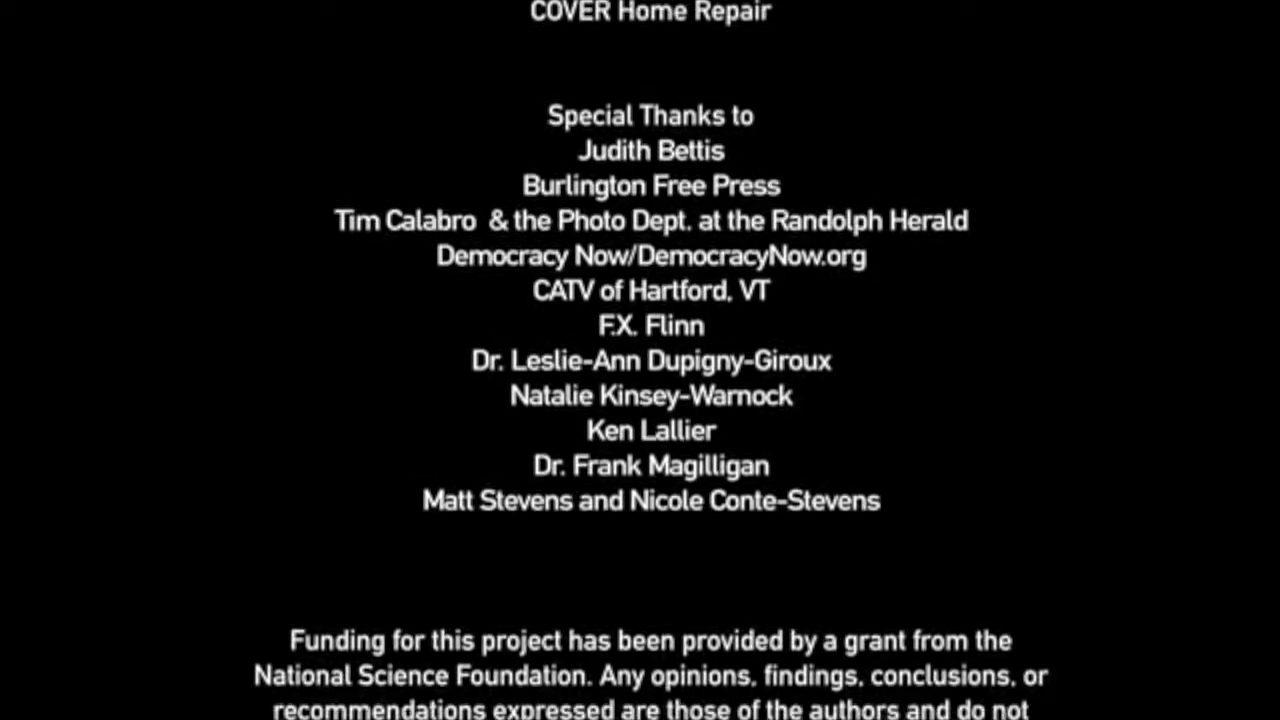 COVER Home Repair
Special Thanks to
Judith Bettis
Burlington Free Press
Tim Calabro & the Photo Dept. at the Randolph Herald
Democracy Now/DemocracyNow.org
CATV of Hartford, VT
F.X. Flinn
Dr. Leslie-Ann Dupigny-Giroux
Natalie Kinsey-Warnock
Ken Lallier
Dr. Frank Magilligan
Matt Stevens and Nicole Conte-Stevens
Funding for this project has been provided by a grant from the
National Science Foundation. Any opinions, findings, conclusions, or
recommendations expressed are those of the authors and do not